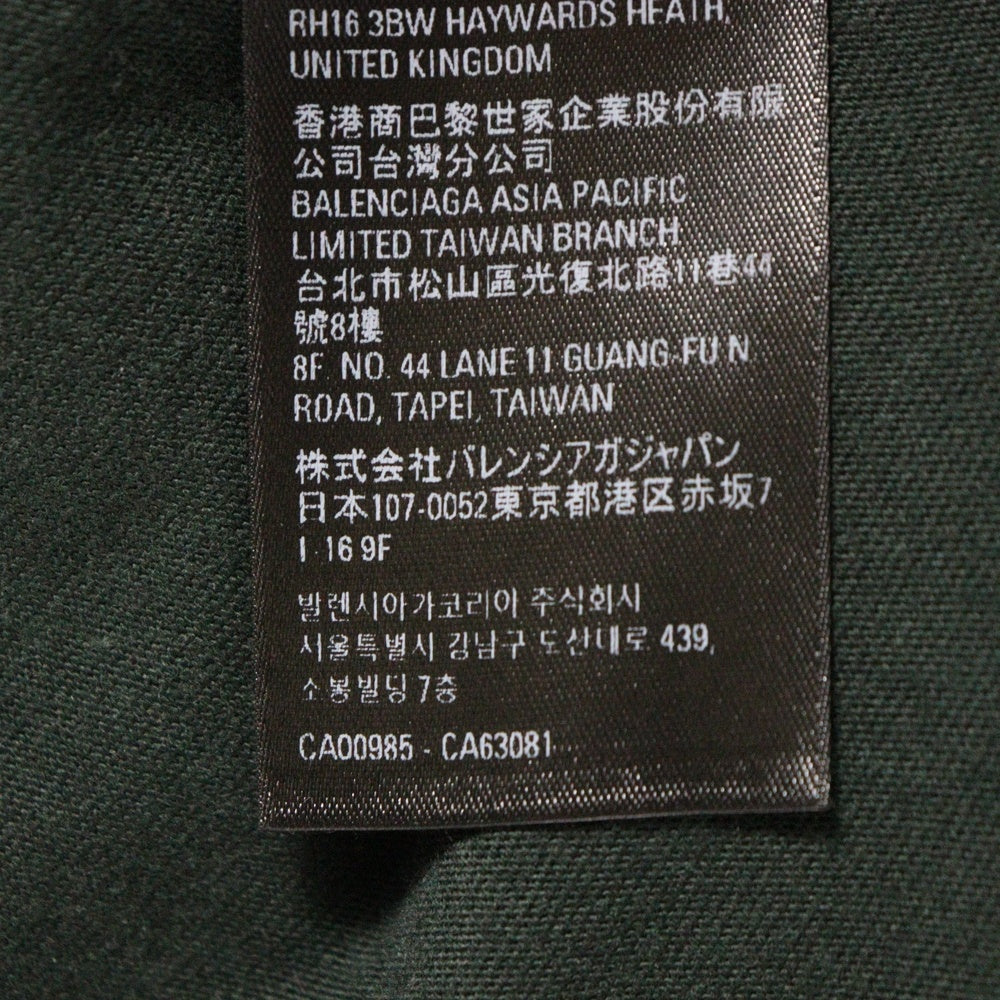 RH16 3BW HAYWARDS HEATH,
UNITED KINGDOM
香港商巴黎世家企業股份有限
公司台灣分公司
BALENCIAGA ASIA PACIFIC
LIMITED TAIWAN BRANCH
台北市松山區光復北路11巷44
號8樓
8F. NO. 44 LANE 11 GUANG-FU N.
ROAD, TAPEI, TAIWAN
株式会社バレンシアガジャパン
日本107-0052東京都港区赤坂7
1-16 9F
발렌시아가코리아 주식회사
서울특별시 강남구 도산대로 439,
소봉빌딩 7층
CA00985 - CA63081